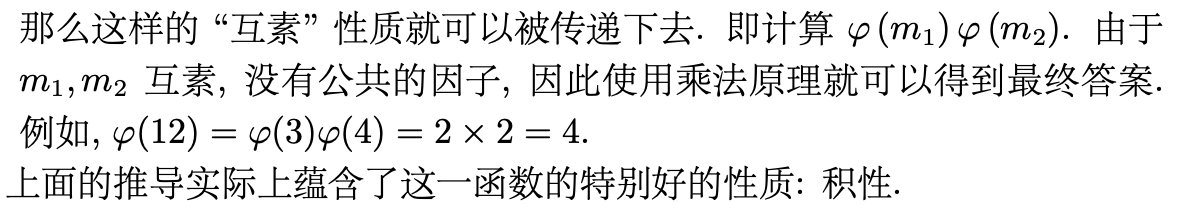 那么这样的 “互素” 性质就可以被传递下去. 即计算 φ(m₁)φ(m₂). 由于
m₁, m₂ 互素, 没有公共的因子, 因此使用乘法原理就可以得到最终答案.
例如, φ(12) = φ(3)φ(4) = 2 × 2 = 4.
上面的推导实际上蕴含了这一函数的特别好的性质: 积性.